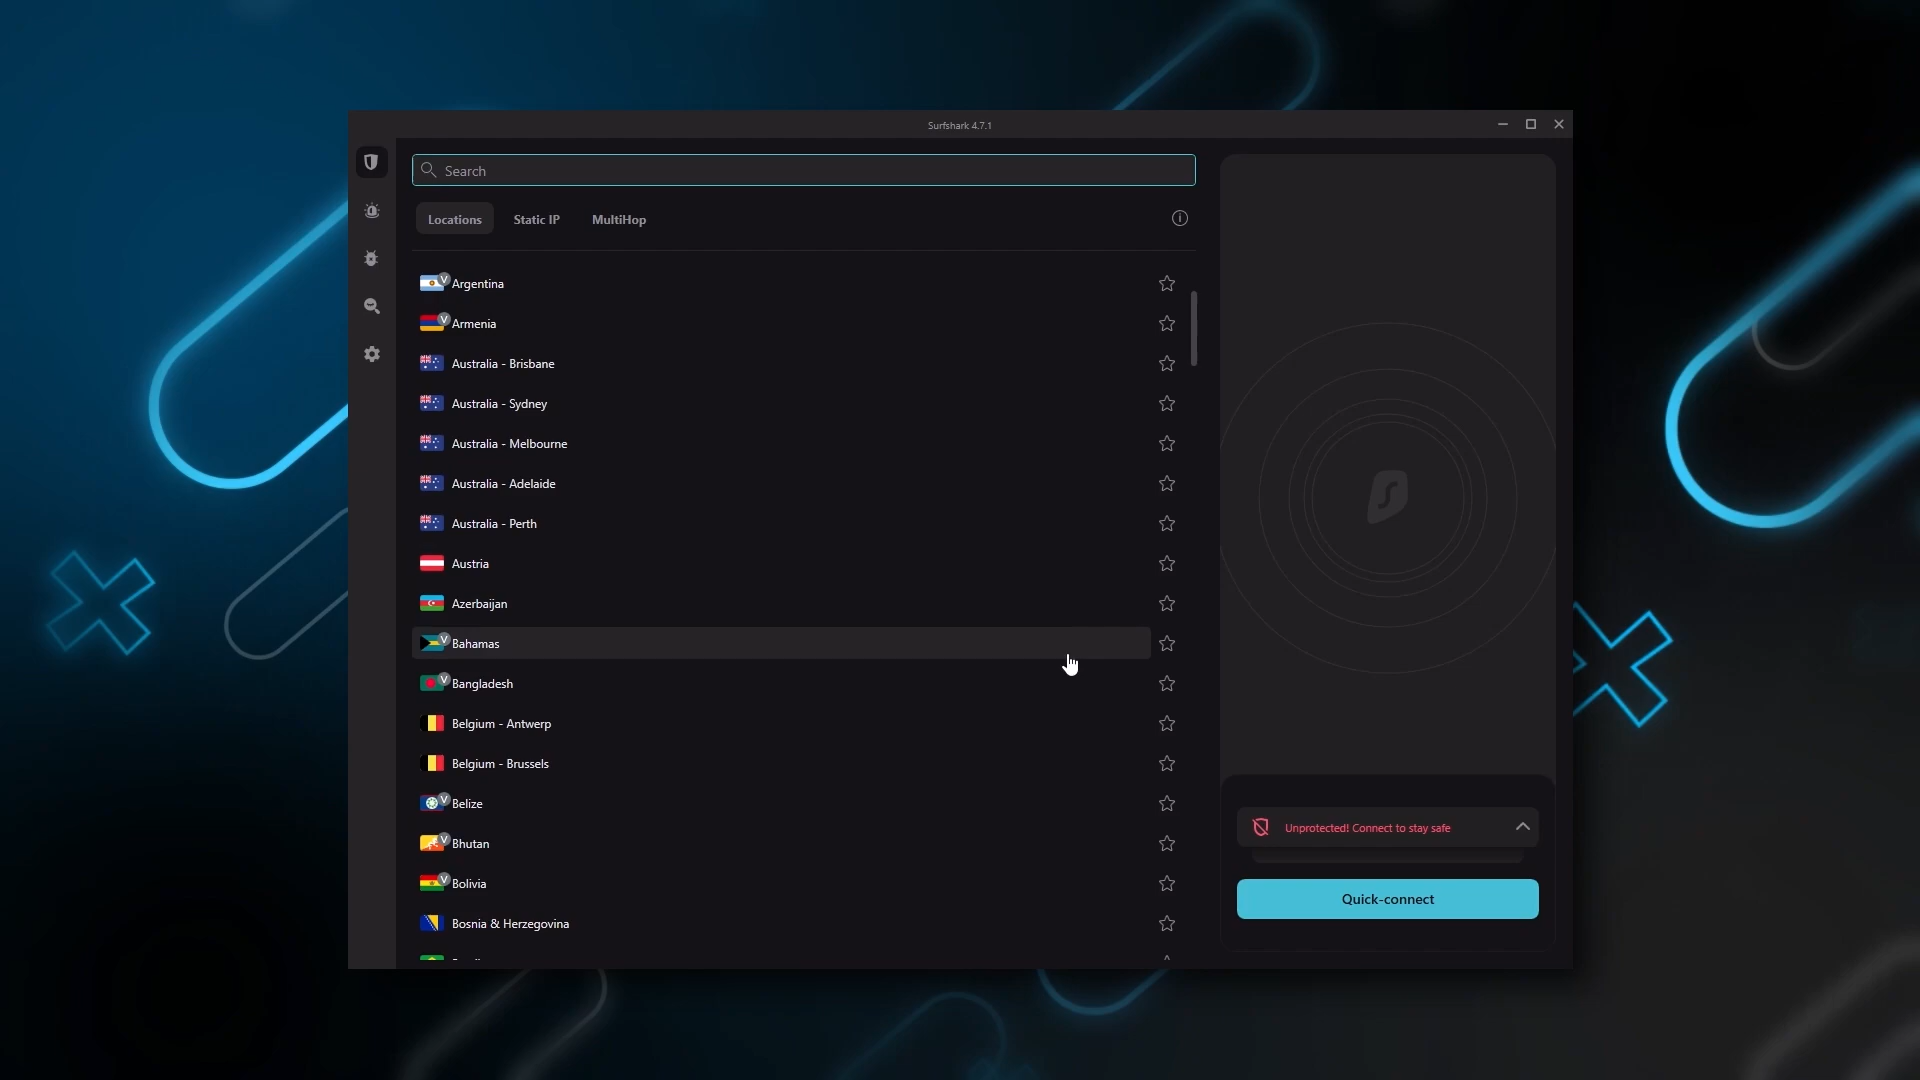 Surfshark 4.7.1
Search
Locations
Static IP
MultiHop
V Argentina
V Armenia
Australia - Brisbane
Australia - Sydney
Australia - Melbourne
Australia - Adelaide
Australia - Perth
Austria
Azerbaijan
V Bahamas
V Bangladesh
Belgium - Antwerp
Belgium - Brussels
V Belize
V Bhutan
V Bolivia
Bosnia & Herzegovina
Unprotected! Connect to stay safe
Quick-connect